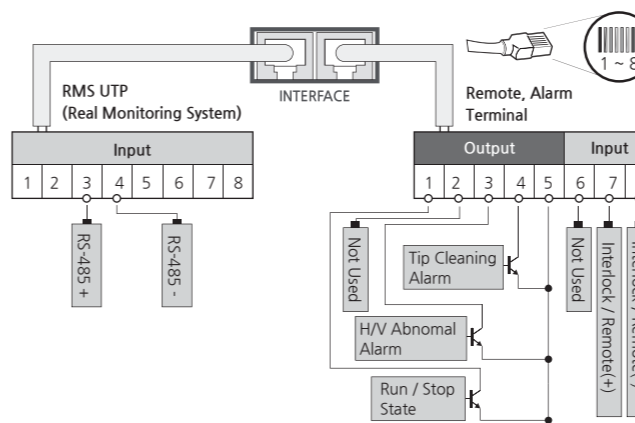 1 ~ 8
INTERFACE
RMS UTP
(Real Monitoring System)
Input
1 2 3 4 5 6 7 8
RS-485 +
RS-485 -
Remote, Alarm
Terminal
Output
Input
1 2 3 4 5 6 7
Not Used
Tip Cleaning
Alarm
H/V Abnomal
Alarm
Run / Stop
State
Not Used
Interlock / Remote(+)